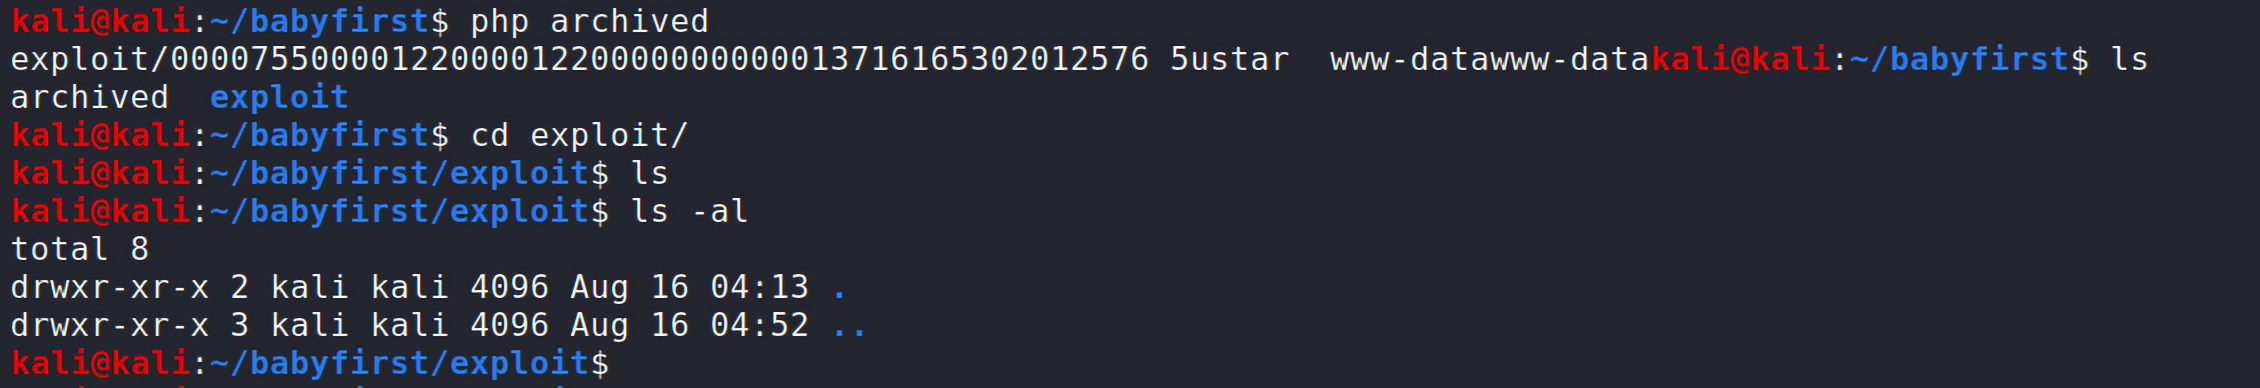 kali@kali:~/babyfirst$ php archived
exploit/000075500001220000122000000000001371616530201​2576 5ustar  www-datawww-datakali@kali:~/babyfirst$ ls
archived  exploit
kali@kali:~/babyfirst$ cd exploit/
kali@kali:~/babyfirst/exploit$ ls
kali@kali:~/babyfirst/exploit$ ls -al
total 8
drwxr-xr-x 2 kali kali 4096 Aug 16 04:13 .
drwxr-xr-x 3 kali kali 4096 Aug 16 04:52 ..
kali@kali:~/babyfirst/exploit$